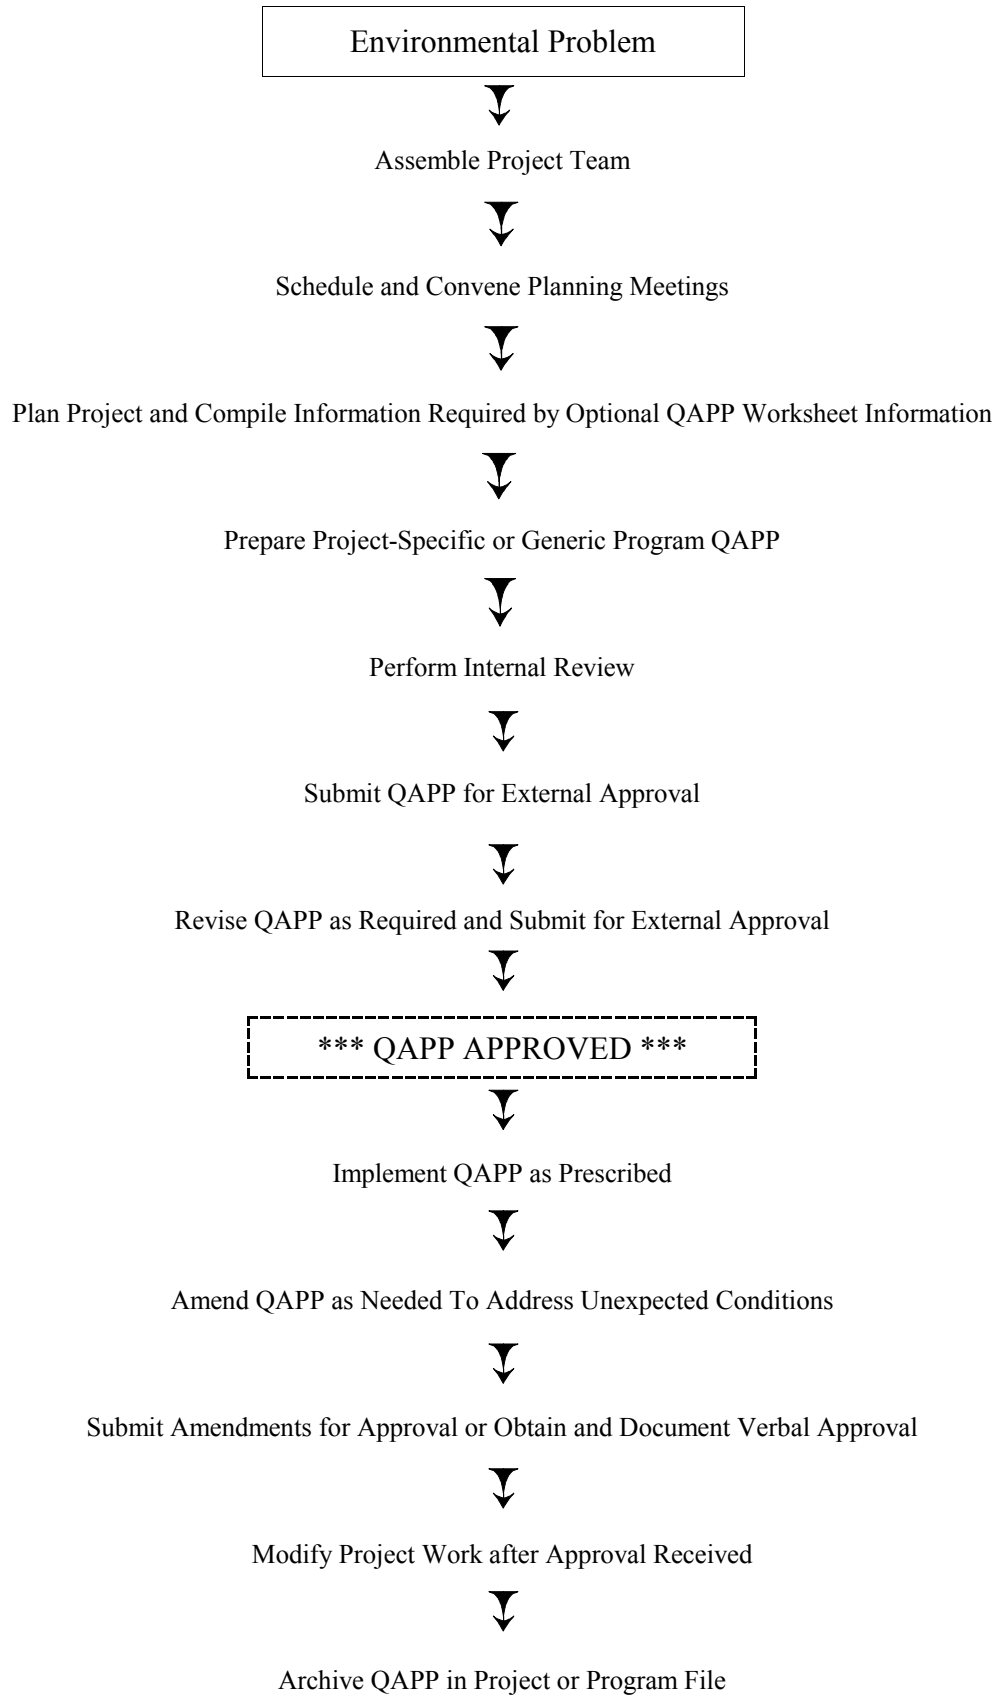 Environmental Problem
Assemble Project Team
Schedule and Convene Planning Meetings
Plan Project and Compile Information Required by Optional QAPP Worksheet Information
Prepare Project-Specific or Generic Program QAPP
Perform Internal Review
Submit QAPP for External Approval
Revise QAPP as Required and Submit for External Approval
*** QAPP APPROVED ***
Implement QAPP as Prescribed
Amend QAPP as Needed To Address Unexpected Conditions
Submit Amendments for Approval or Obtain and Document Verbal Approval
Modify Project Work after Approval Received
Archive QAPP in Project or Program File